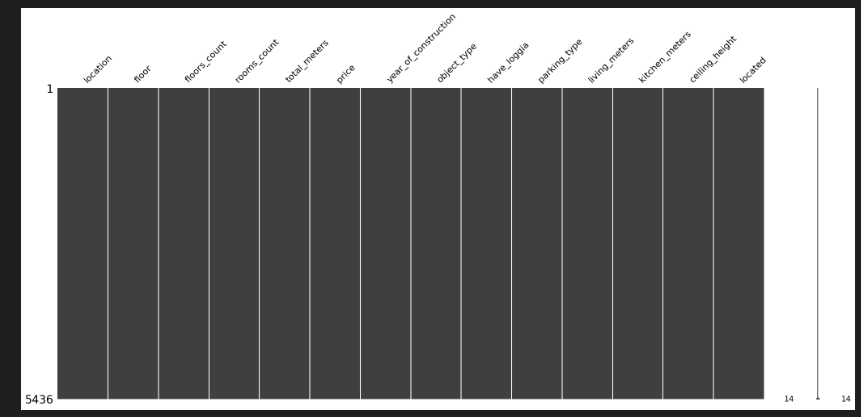 location
floor
floors_count
rooms_count
total_meters
price
year_of_construction
object_type
have_loggia
parking_type
living_meters
kitchen_meters
ceiling_height
located
1
5436
14
14